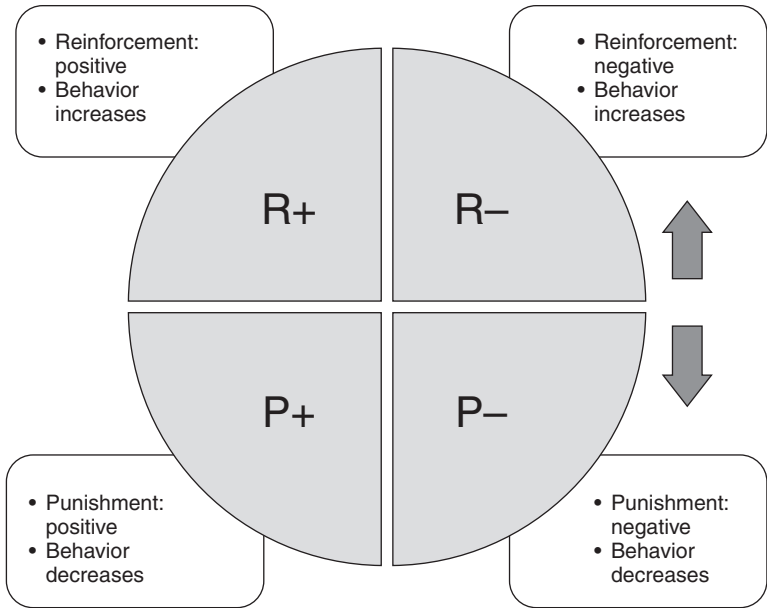 • Reinforcement:
positive
• Behavior
increases
• Reinforcement:
negative
• Behavior
increases
R+
R–
P+
P–
• Punishment:
positive
• Behavior
decreases
• Punishment:
negative
• Behavior
decreases